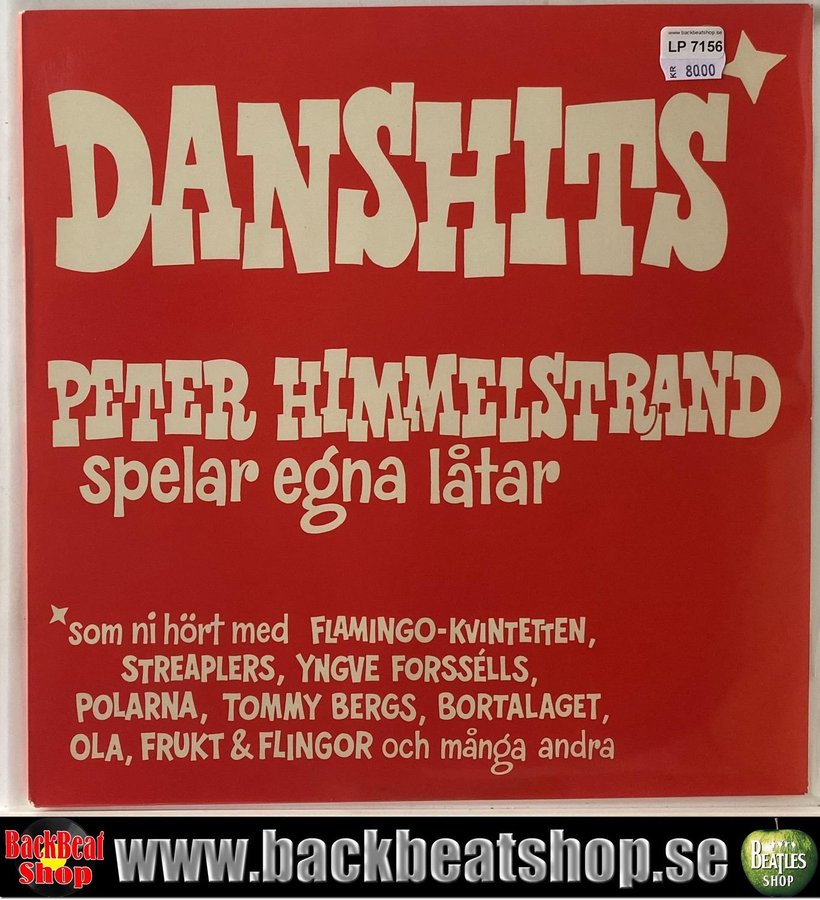 www.backbeatshop.se
LP 7156
KR 8000
DANSHITS
PETER HIMMELSTRAND
spelar egna låtar
som ni hört med FLAMINGO-KVINTETTEN,
STREAPLERS, YNGVE FORSSÉLLS,
POLARNA, TOMMY BERGS, BORTALAGET,
OLA, FRUKT & FLINGOR och många andra
BackBeat
Shop
www.backbeatshop.se
BEATLES
SHOP